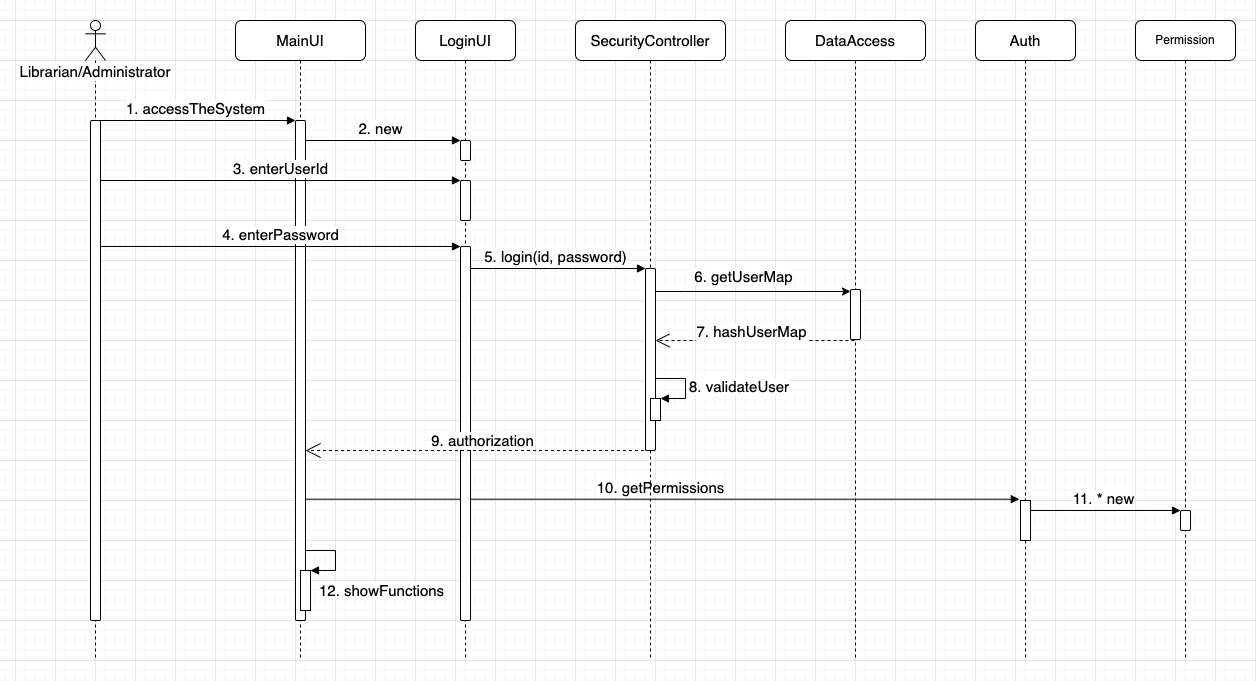 MainUI
LoginUI
SecurityController
DataAccess
Auth
Permission
Librarian/Administrator
1. accessTheSystem
2. new
3. enterUserId
4. enterPassword
5. login(id, password)
6. getUserMap
7. hashUserMap
8. validateUser
9. authorization
10. getPermissions
11. * new
12. showFunctions